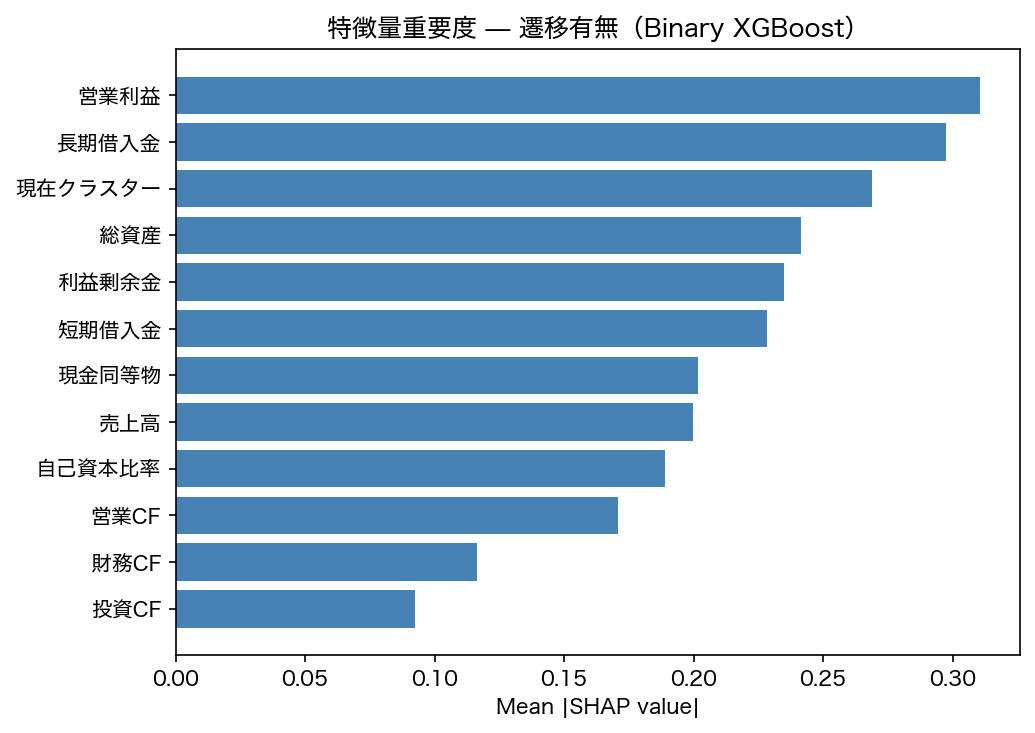 特徴量重要度 — 遷移有無（Binary XGBoost）
営業利益
長期借入金
現在クラスター
総資産
利益剰余金
短期借入金
現金同等物
売上高
自己資本比率
営業CF
財務CF
投資CF
0.00 0.05 0.10 0.15 0.20 0.25 0.30
Mean |SHAP value|